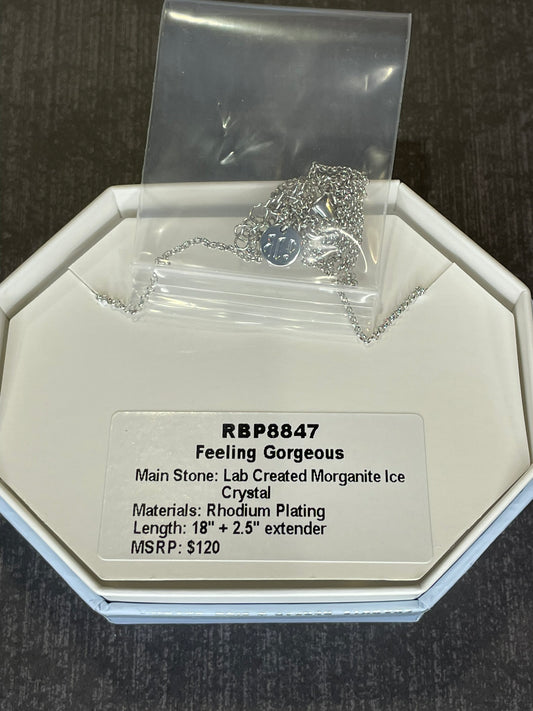 RBP8847
Feeling Gorgeous
Main Stone: Lab Created Morganite Ice
Crystal
Materials: Rhodium Plating
Length: 18" + 2.5" extender
MSRP: $120